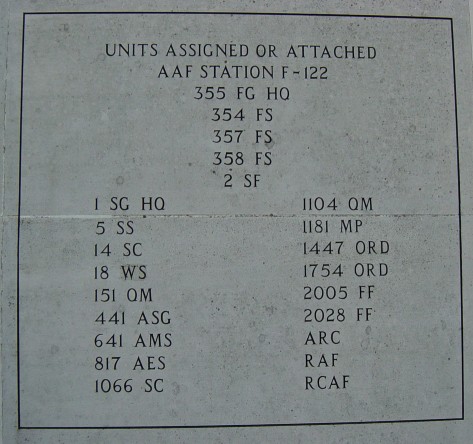 UNITS ASSIGNED OR ATTACHED
AAF STATION F-122
355 FG HQ
354 FS
357 FS
358 FS
2 SF
1 SG HQ
5 SS
14 SC
18 WS
151 QM
441 ASG
641 AMS
817 AES
1066 SC
1104 QM
1181 MP
1447 ORD
1754 ORD
2005 FF
2028 FF
ARC
RAF
RCAF